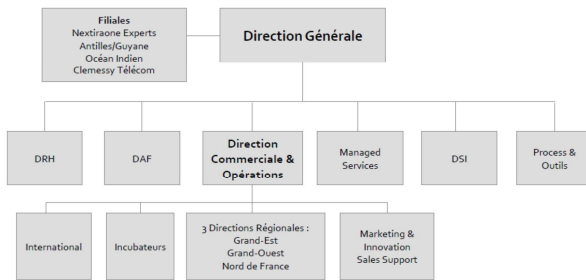 Filiales
Nextiraone Experts
Antilles/Guyane
Océan Indien
Clemessy Télécom
Direction Générale
DRH
DAF
Direction
Commerciale &
Opérations
Managed
Services
DSI
Process &
Outils
International
Incubateurs
3 Directions Régionales :
Grand-Est
Grand-Ouest
Nord de France
Marketing &
Innovation
Sales Support